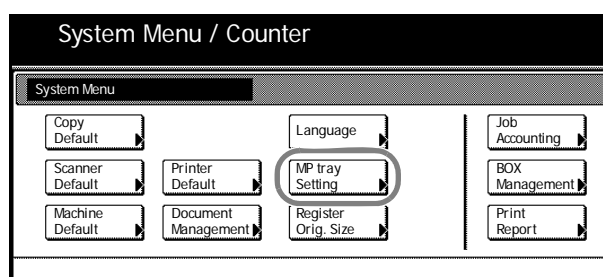 System Menu / Counter
System Menu
Copy
Default
Language
Job
Accounting
Scanner
Default
Printer
Default
MP tray
Setting
BOX
Management
Machine
Default
Document
Management
Register
Orig. Size
Print
Report